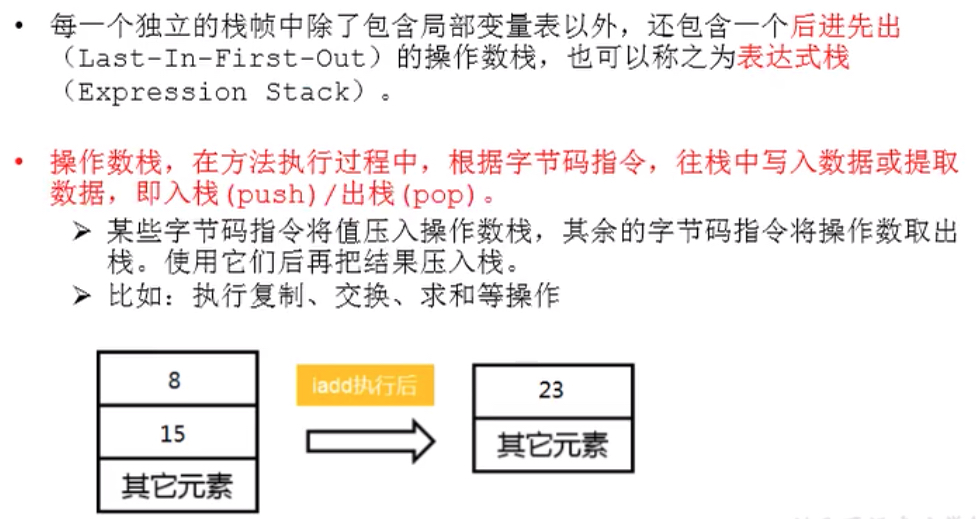 • 每一个独立的栈帧中除了包含局部变量表以外，还包含一个后进先出
（Last-In-First-Out）的操作数栈，也可以称之为表达式栈
（Expression Stack）。
• 操作数栈，在方法执行过程中，根据字节码指令，往栈中写入数据或提取
数据，即入栈(push)/出栈(pop)。
➢ 某些字节码指令将值压入操作数栈，其余的字节码指令将操作数取出
栈。使用它们后再把结果压入栈。
➢ 比如：执行复制、交换、求和等操作
8
15
其它元素
iadd执行后
23
其它元素